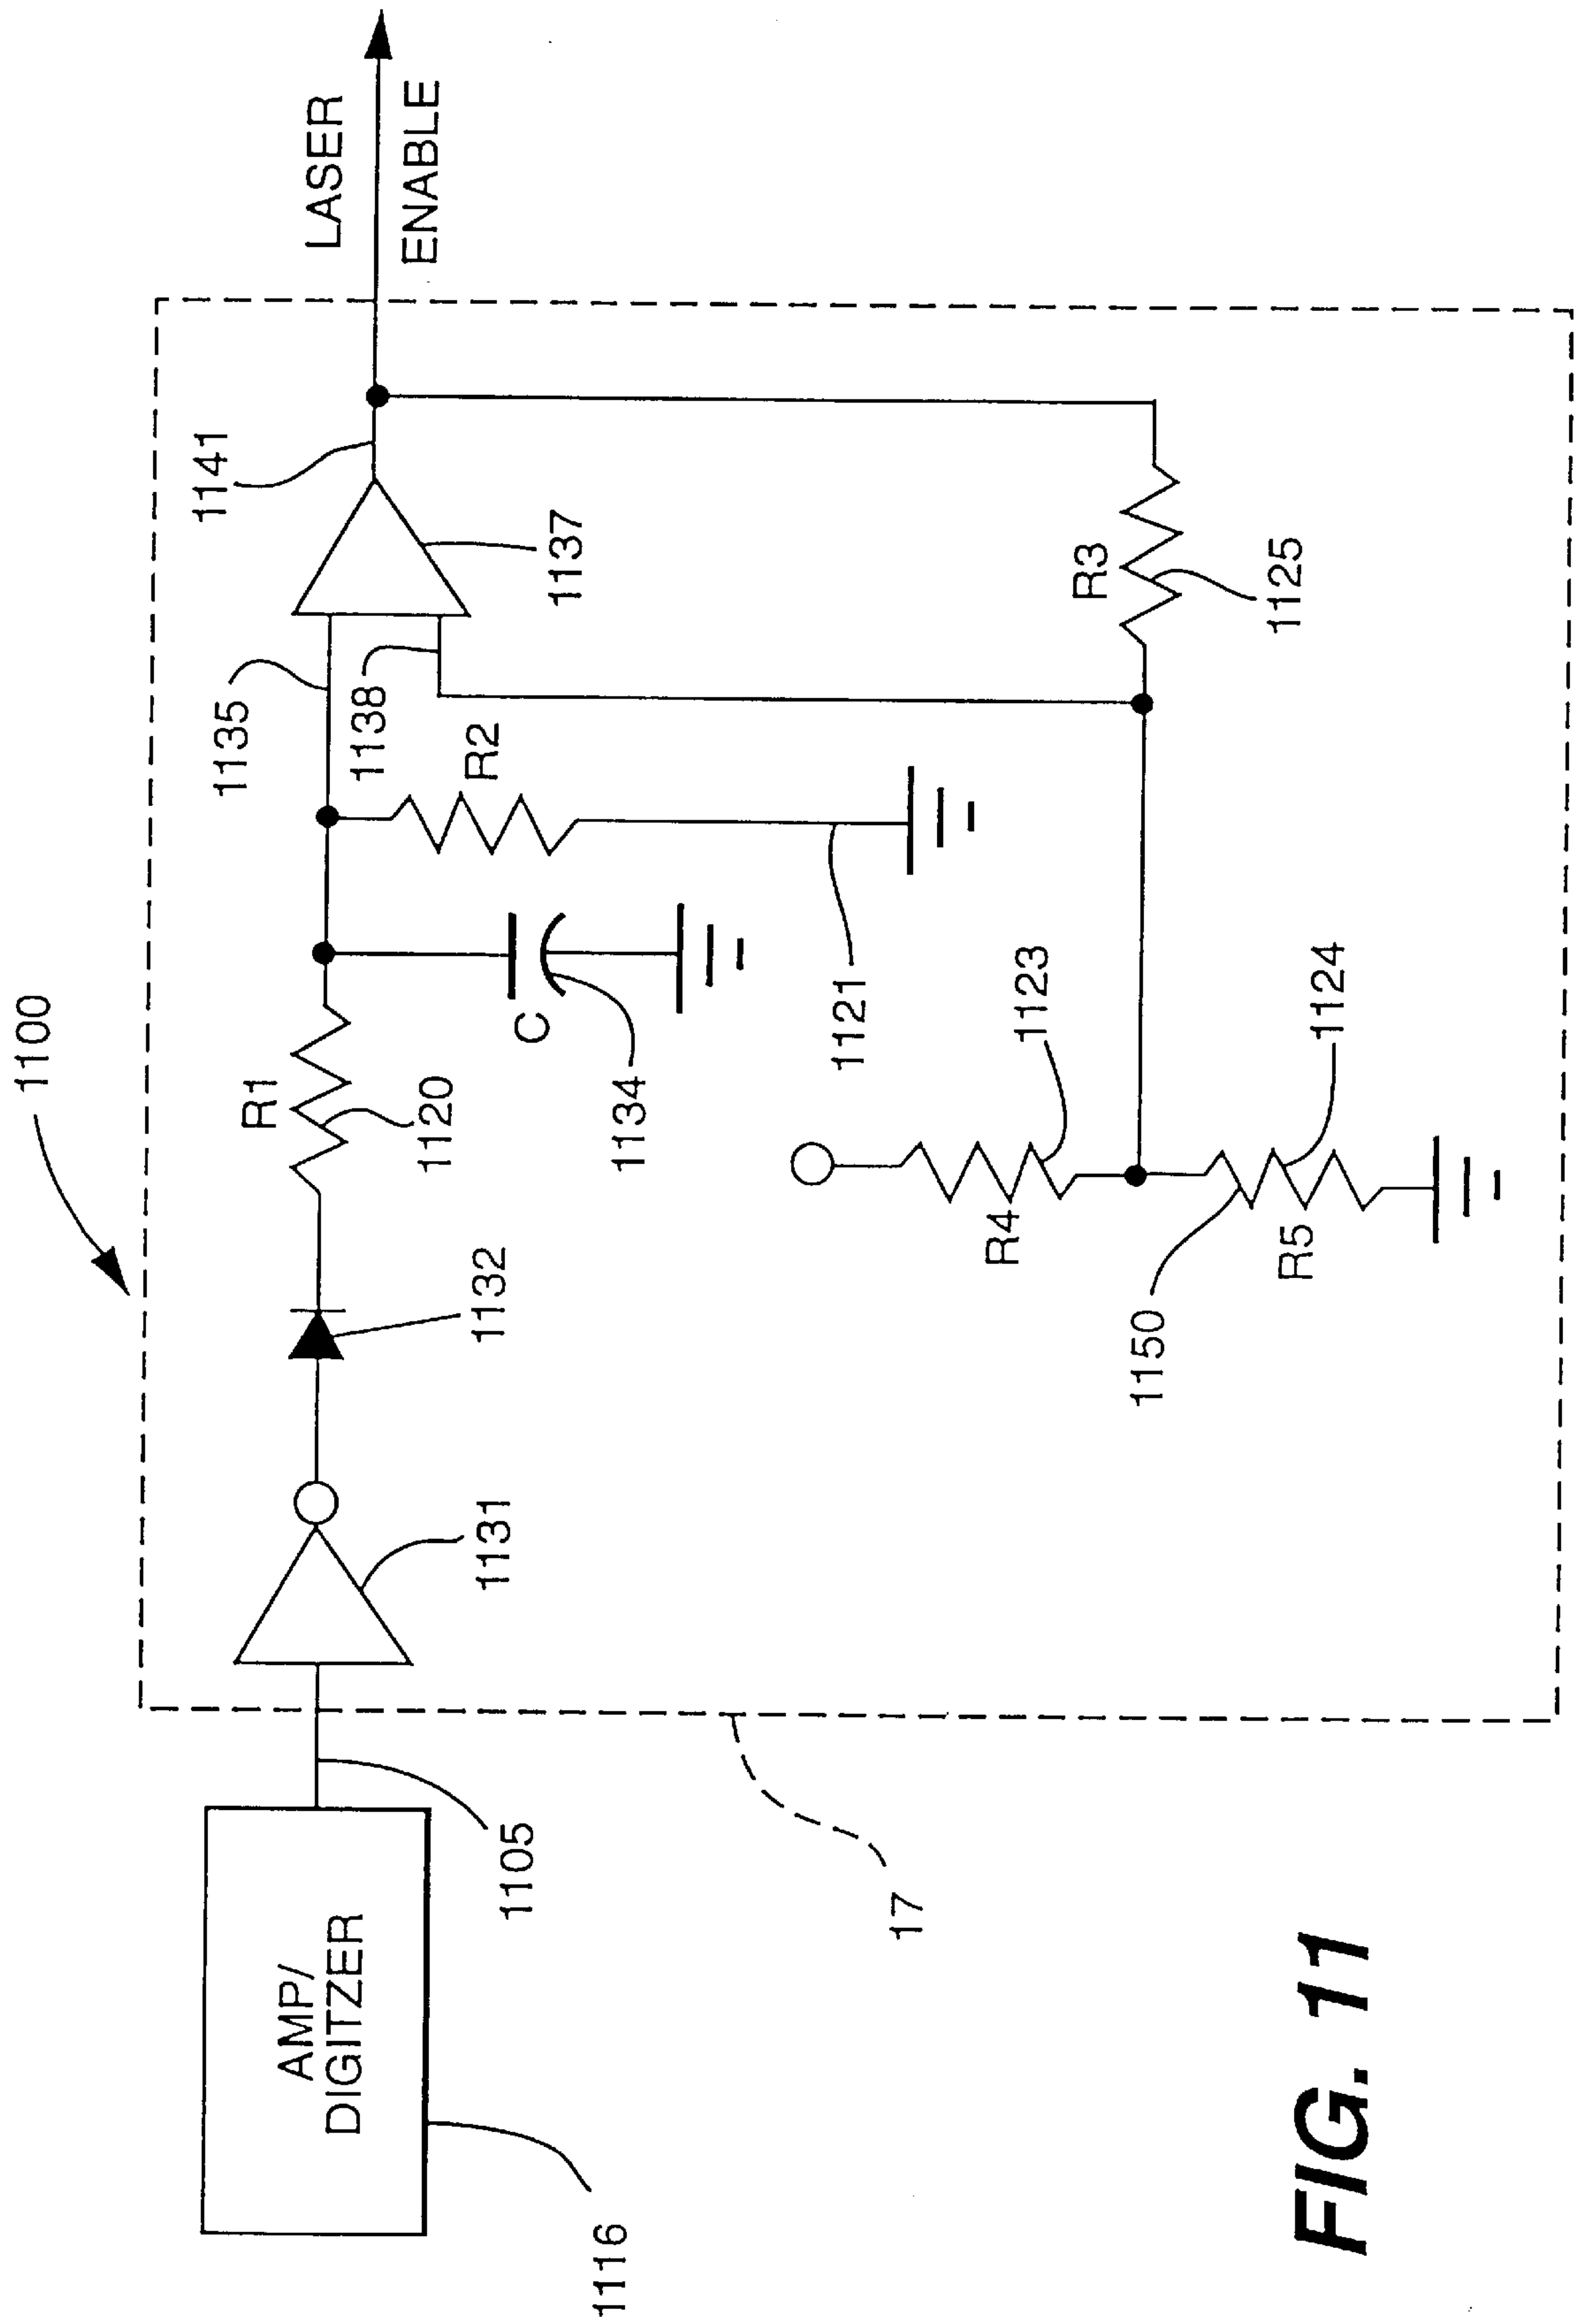 1100
LASER
ENABLE
1141
1135
1138
1137
R1
1120
R2
C
1134
1121
1132
1131
R3
1125
R4
1123
1124
1150
R5
AMP/
DIGITZER
1105
1116
17
FIG. 11